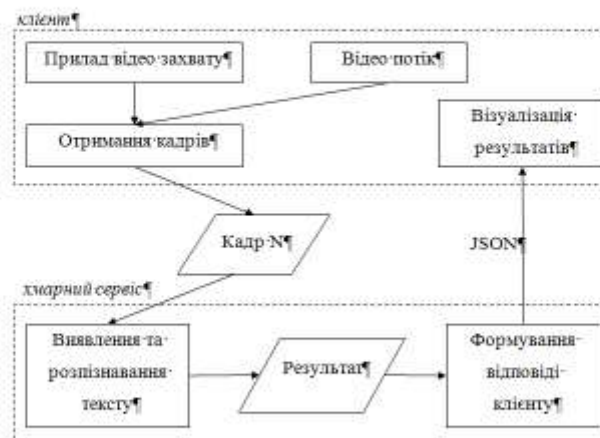 клієнт¶
Прилад·відео·захвату¶
Відео·потік¶
Отримання·кадрів¶
Візуалізація·
результатів¶
Кадр·N¶
JSON¶
хмарний·сервіс¶
Виявлення·та·
розпізнавання·
тексту¶
Результат¶
Формування·
відповіді·
клієнту¶